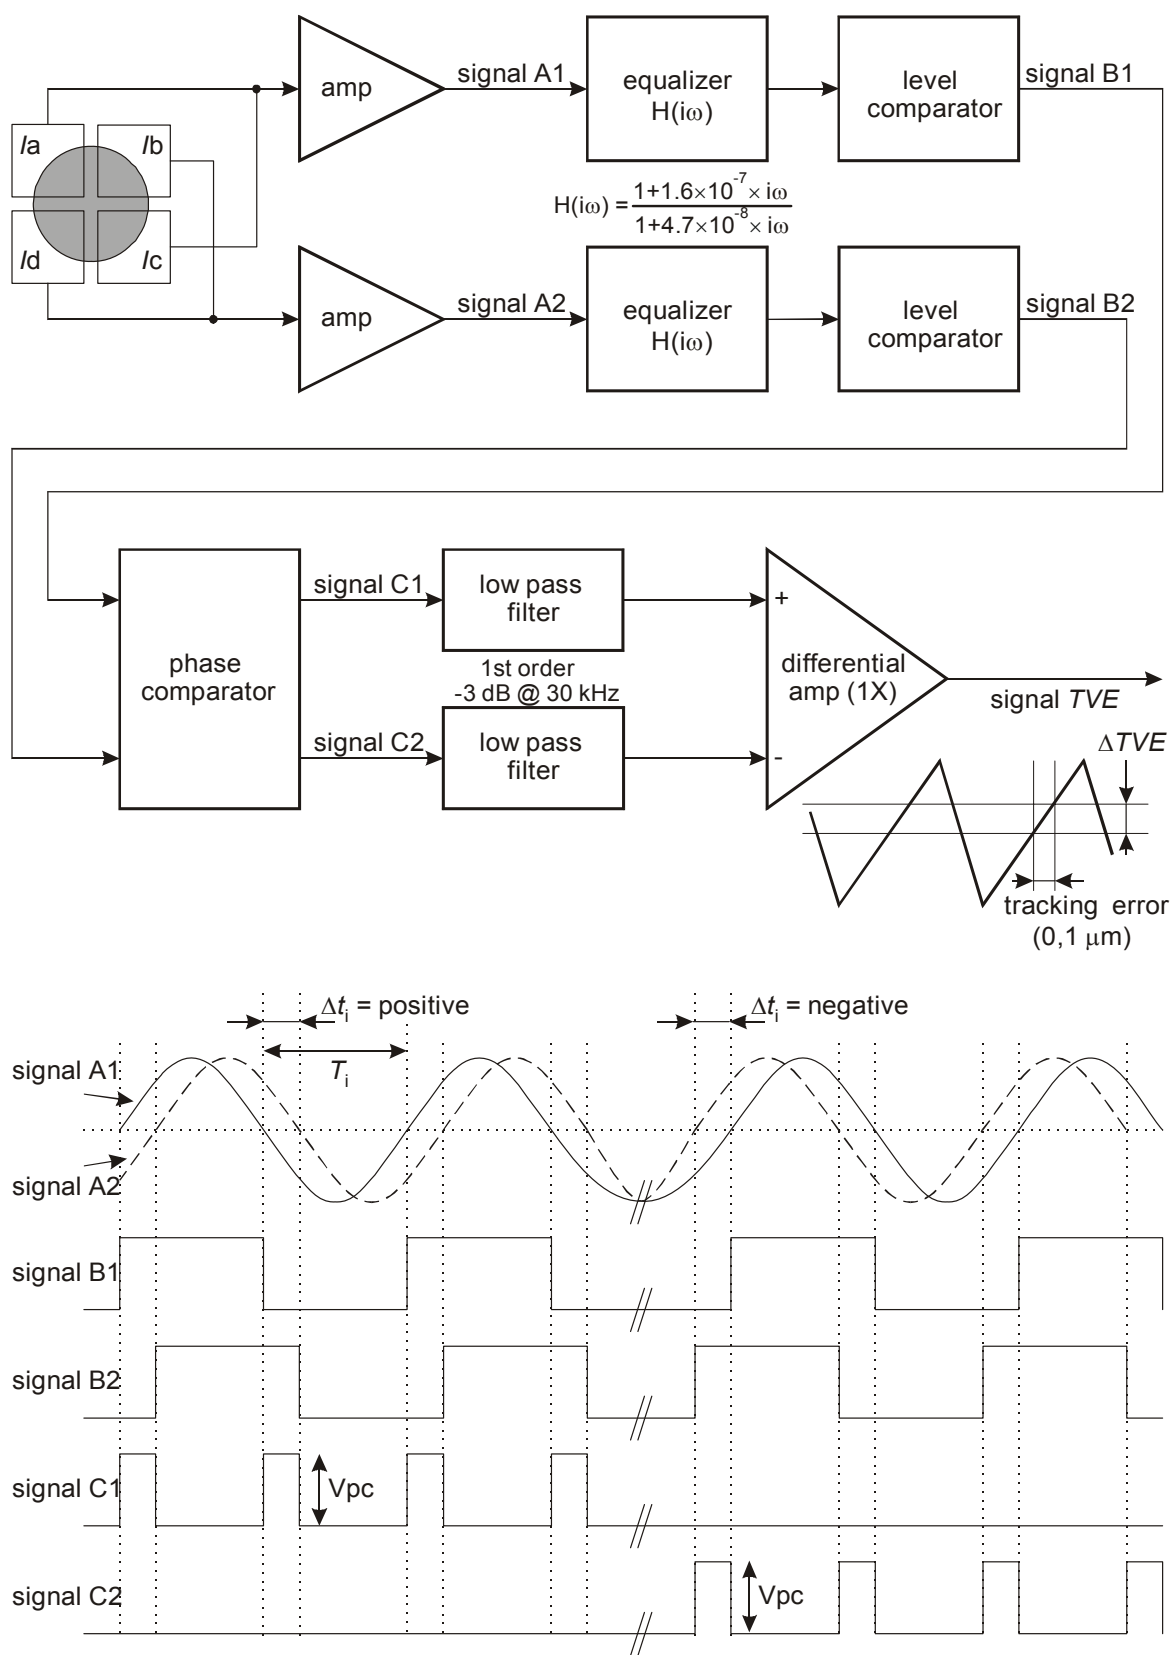 amp
signal A1
equalizer
H(iω)
level
comparator
signal B1
Ia
Ib
Id
Ic
H(iω) = 1+1.6×10⁻⁷× iω
1+4.7×10⁻⁸× iω
amp
signal A2
equalizer
H(iω)
level
comparator
signal B2
phase
comparator
signal C1
low pass
filter
1st order
-3 dB @ 30 kHz
signal C2
low pass
filter
+
differential
amp (1X)
-
signal TVE
ΔTVE
tracking error
(0,1 μm)
Δtᵢ = positive
Δtᵢ = negative
Tᵢ
signal A1
signal A2
signal B1
signal B2
signal C1
Vpc
signal C2
Vpc